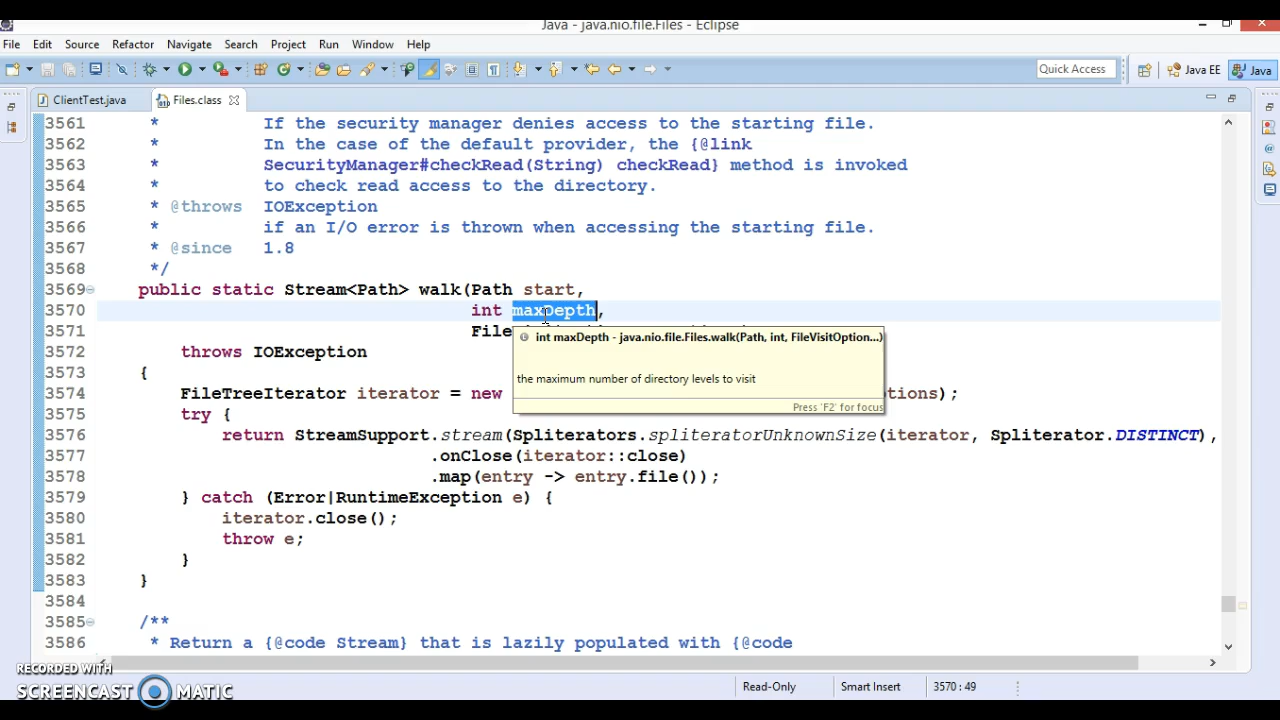 Java - java.nio.file.Files - Eclipse
File Edit Source Refactor Navigate Search Project Run Window Help
Quick Access Java EE Java
ClientTest.java Files.class
3561 * If the security manager denies access to the starting file.
3562 * In the case of the default provider, the {@link
3563 * SecurityManager#checkRead(String) checkRead} method is invoked
3564 * to check read access to the directory.
3565 * @throws IOException
3566 * if an I/O error is thrown when accessing the starting file.
3567 * @since 1.8
3568 */
3569 public static Stream<Path> walk(Path start,
3570 int maxDepth,
3571 File
int maxDepth - java.nio.file.Files.walk(Path, int, FileVisitOption...)
3572 throws IOException
3573 {
the maximum number of directory levels to visit
3574 FileTreeIterator iterator = new tions);
Press 'F2' for focus
3575 try {
3576 return StreamSupport.stream(Spliterators.spliteratorUnknownSize(iterator, Spliterator.DISTINCT),
3577 .onClose(iterator::close)
3578 .map(entry -> entry.file());
3579 } catch (Error|RuntimeException e) {
3580 iterator.close();
3581 throw e;
3582 }
3583 }
3584
3585 /**
3586 * Return a {@code Stream} that is lazily populated with {@code
RECORDED WITH
SCREENCAST MATIC
Read-Only Smart Insert 3570 : 49